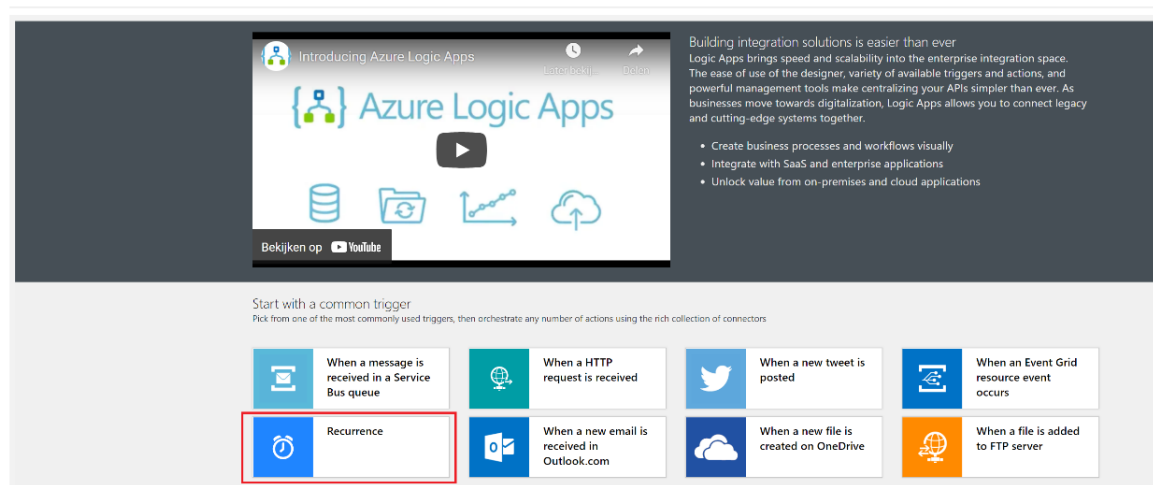 Introducing Azure Logic Apps
Later bekij...
Delen
Azure Logic Apps
Bekijken op YouTube
Building integration solutions is easier than ever
Logic Apps brings speed and scalability into the enterprise integration space.
The ease of use of the designer, variety of available triggers and actions, and
powerful management tools make centralizing your APIs simpler than ever. As
businesses move towards digitalization, Logic Apps allows you to connect legacy
and cutting-edge systems together.
• Create business processes and workflows visually
• Integrate with SaaS and enterprise applications
• Unlock value from on-premises and cloud applications
Start with a common trigger
Pick from one of the most commonly used triggers, then orchestrate any number of actions using the rich collection of connectors
When a message is
received in a Service
Bus queue
When a HTTP
request is received
When a new tweet is
posted
When an Event Grid
resource event
occurs
Recurrence
When a new email is
received in
Outlook.com
When a new file is
created on OneDrive
When a file is added
to FTP server